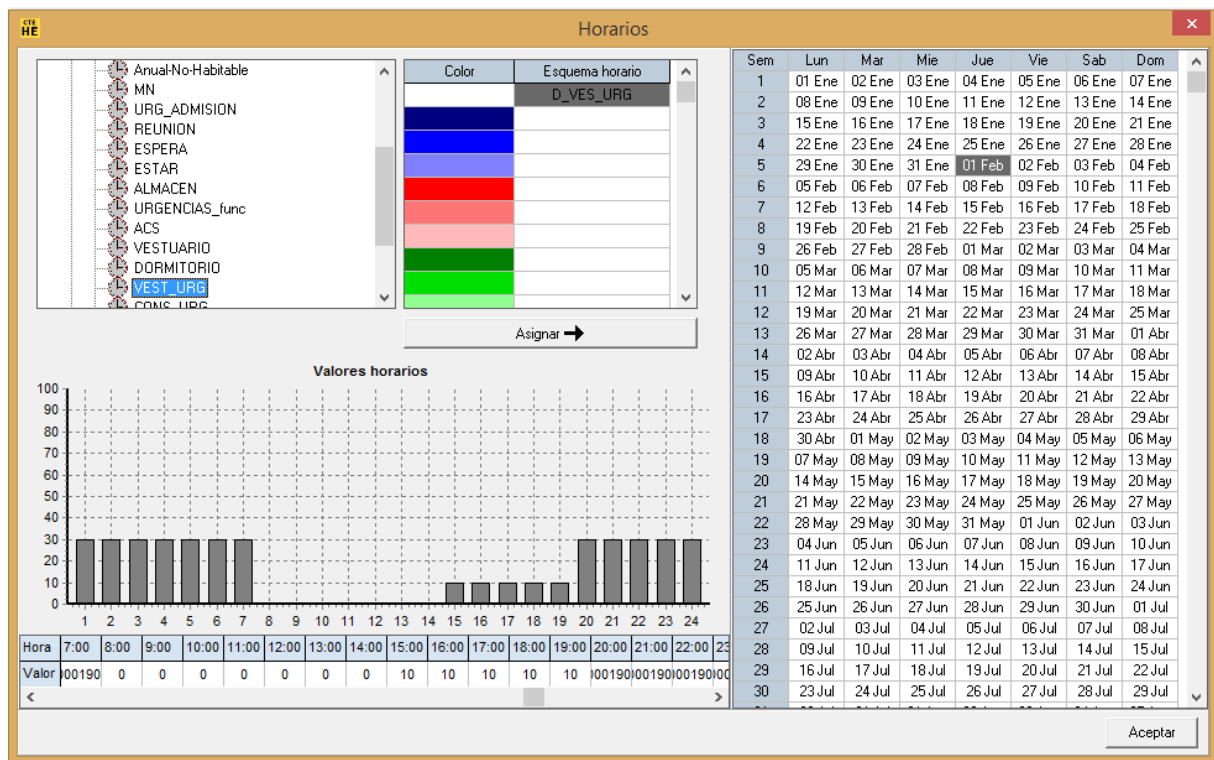 CTE
HE
Horarios
Anual-No-Habitable
MN
URG_ADMISION
REUNION
ESPERA
ESTAR
ALMACEN
URGENCIAS_func
ACS
VESTUARIO
DORMITORIO
VEST_URG
CONS_URG
Color Esquema horario
D_VES_URG
Asignar
Valores horarios
100
90
80
70
60
50
40
30
20
10
0
1 2 3 4 5 6 7 8 9 10 11 12 13 14 15 16 17 18 19 20 21 22 23 24
Hora 7:00 8:00 9:00 10:00 11:00 12:00 13:00 14:00 15:00 16:00 17:00 18:00 19:00 20:00 21:00 22:00 23
Valor 000190 0 0 0 0 0 0 0 10 10 10 10 10 000190 000190 000190
Sem Lun Mar Mie Jue Vie Sab Dom
1 01 Ene 02 Ene 03 Ene 04 Ene 05 Ene 06 Ene 07 Ene
2 08 Ene 09 Ene 10 Ene 11 Ene 12 Ene 13 Ene 14 Ene
3 15 Ene 16 Ene 17 Ene 18 Ene 19 Ene 20 Ene 21 Ene
4 22 Ene 23 Ene 24 Ene 25 Ene 26 Ene 27 Ene 28 Ene
5 29 Ene 30 Ene 31 Ene 01 Feb 02 Feb 03 Feb 04 Feb
6 05 Feb 06 Feb 07 Feb 08 Feb 09 Feb 10 Feb 11 Feb
7 12 Feb 13 Feb 14 Feb 15 Feb 16 Feb 17 Feb 18 Feb
8 19 Feb 20 Feb 21 Feb 22 Feb 23 Feb 24 Feb 25 Feb
9 26 Feb 27 Feb 28 Feb 01 Mar 02 Mar 03 Mar 04 Mar
10 05 Mar 06 Mar 07 Mar 08 Mar 09 Mar 10 Mar 11 Mar
11 12 Mar 13 Mar 14 Mar 15 Mar 16 Mar 17 Mar 18 Mar
12 19 Mar 20 Mar 21 Mar 22 Mar 23 Mar 24 Mar 25 Mar
13 26 Mar 27 Mar 28 Mar 29 Mar 30 Mar 31 Mar 01 Abr
14 02 Abr 03 Abr 04 Abr 05 Abr 06 Abr 07 Abr 08 Abr
15 09 Abr 10 Abr 11 Abr 12 Abr 13 Abr 14 Abr 15 Abr
16 16 Abr 17 Abr 18 Abr 19 Abr 20 Abr 21 Abr 22 Abr
17 23 Abr 24 Abr 25 Abr 26 Abr 27 Abr 28 Abr 29 Abr
18 30 Abr 01 May 02 May 03 May 04 May 05 May 06 May
19 07 May 08 May 09 May 10 May 11 May 12 May 13 May
20 14 May 15 May 16 May 17 May 18 May 19 May 20 May
21 21 May 22 May 23 May 24 May 25 May 26 May 27 May
22 28 May 29 May 30 May 31 May 01 Jun 02 Jun 03 Jun
23 04 Jun 05 Jun 06 Jun 07 Jun 08 Jun 09 Jun 10 Jun
24 11 Jun 12 Jun 13 Jun 14 Jun 15 Jun 16 Jun 17 Jun
25 18 Jun 19 Jun 20 Jun 21 Jun 22 Jun 23 Jun 24 Jun
26 25 Jun 26 Jun 27 Jun 28 Jun 29 Jun 30 Jun 01 Jul
27 02 Jul 03 Jul 04 Jul 05 Jul 06 Jul 07 Jul 08 Jul
28 09 Jul 10 Jul 11 Jul 12 Jul 13 Jul 14 Jul 15 Jul
29 16 Jul 17 Jul 18 Jul 19 Jul 20 Jul 21 Jul 22 Jul
30 23 Jul 24 Jul 25 Jul 26 Jul 27 Jul 28 Jul 29 Jul
Aceptar